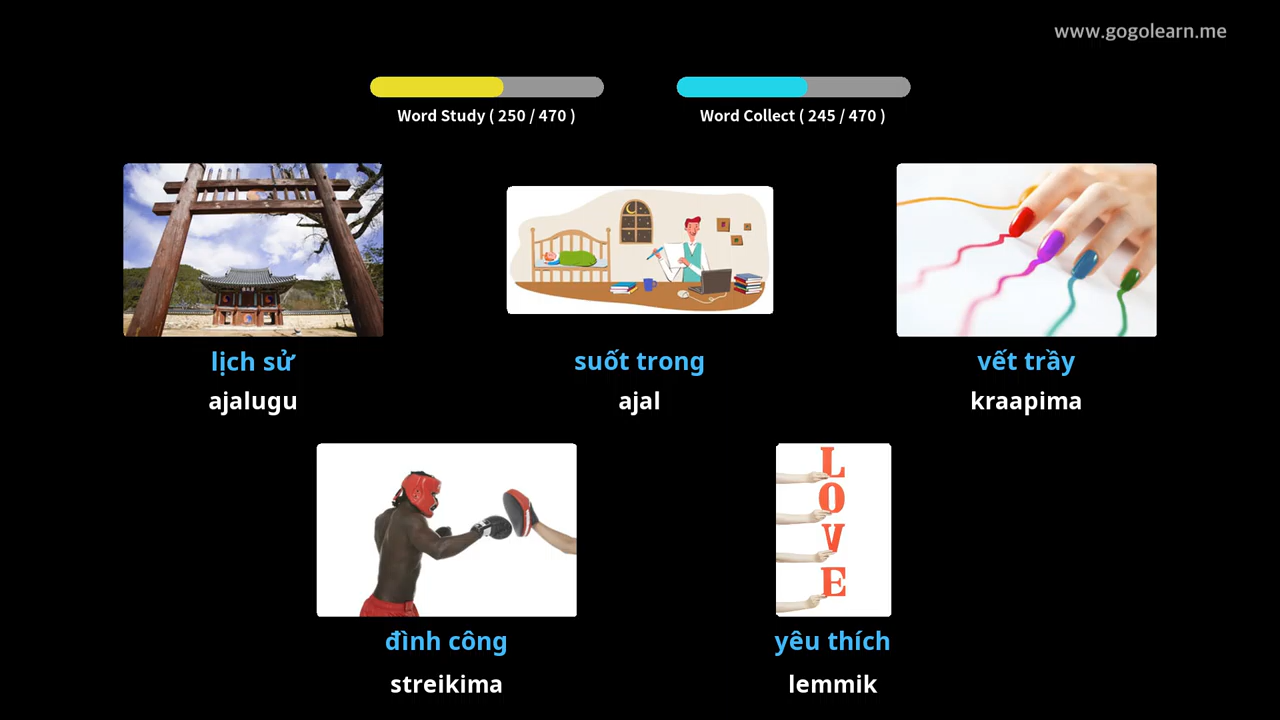 www.gogolearn.me
Word Study ( 250 / 470 )
Word Collect ( 245 / 470 )
lịch sử
ajalugu
suốt trong
ajal
vết trầy
kraapima
đình công
streikima
L
O
V
E
yêu thích
lemmik